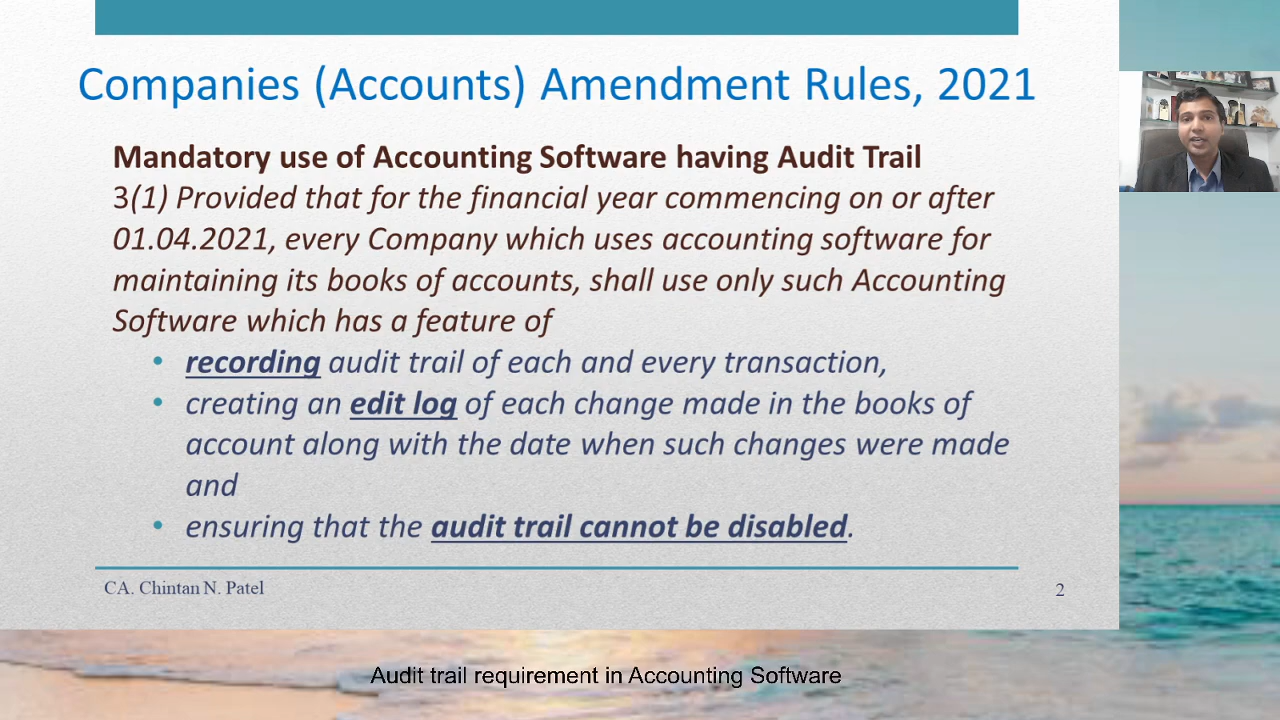 Companies (Accounts) Amendment Rules, 2021
Mandatory use of Accounting Software having Audit Trail
3(1) Provided that for the financial year commencing on or after
01.04.2021, every Company which uses accounting software for
maintaining its books of accounts, shall use only such Accounting
Software which has a feature of
• recording audit trail of each and every transaction,
• creating an edit log of each change made in the books of
account along with the date when such changes were made
and
• ensuring that the audit trail cannot be disabled.
CA. Chintan N. Patel
2
Audit trail requirement in Accounting Software